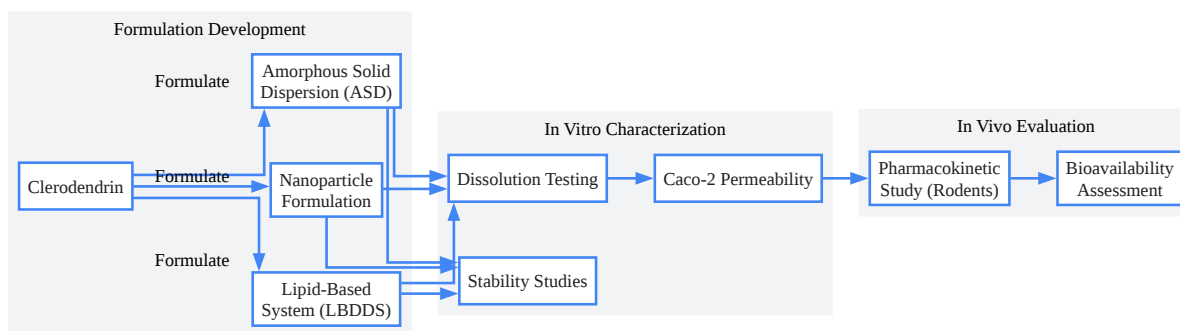 Formulation Development
Formulate
Amorphous Solid
Dispersion (ASD)
Clerodendrin
Formulate
Nanoparticle
Formulation
Formulate
Lipid-Based
System (LBDDS)
In Vitro Characterization
Dissolution Testing
Caco-2 Permeability
Stability Studies
In Vivo Evaluation
Pharmacokinetic
Study (Rodents)
Bioavailability
Assessment